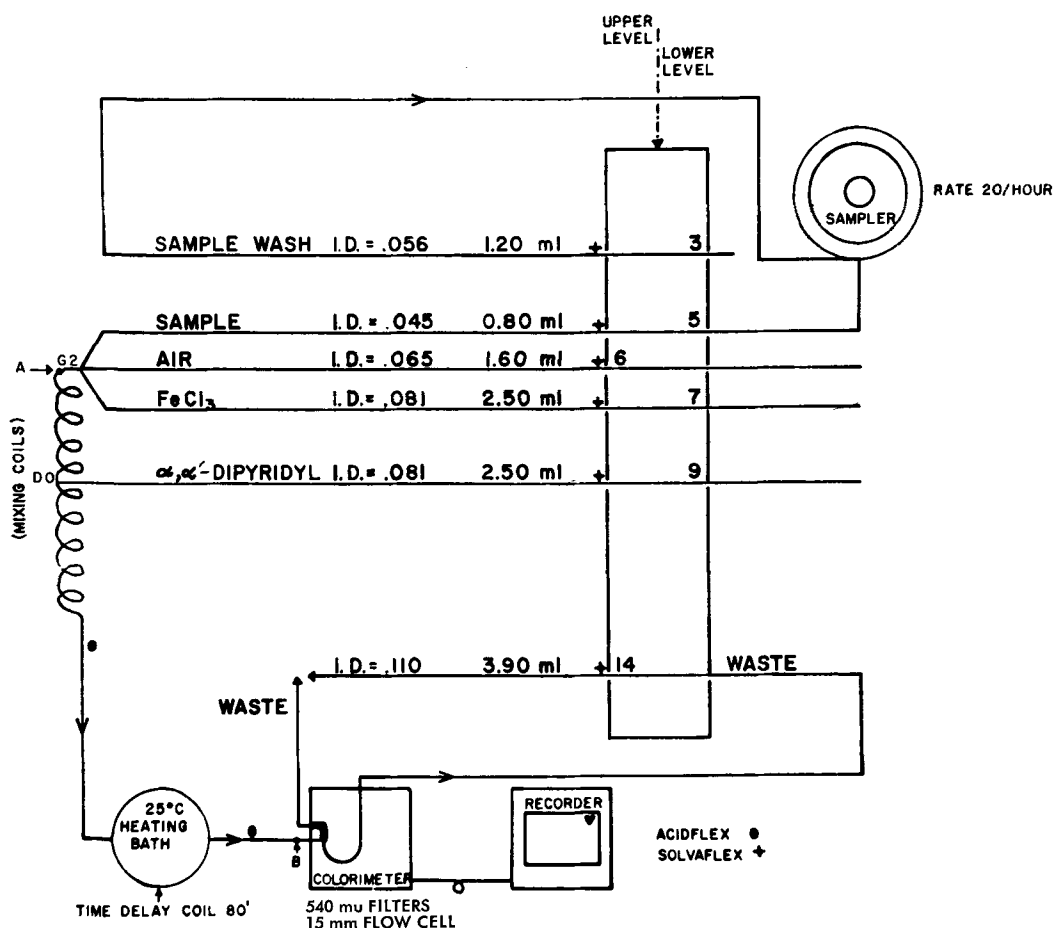 UPPER
LEVEL
LOWER
LEVEL
RATE 20/HOUR
SAMPLER
SAMPLE WASH I.D. = .056 1.20 ml + 3
SAMPLE I.D. = .045 0.80 ml + 5
A G2 AIR I.D. = .065 1.60 ml + 6
FeCl₃ I.D. = .081 2.50 ml + 7
DO α,α′-DIPYRIDYL I.D. = .081 2.50 ml + 9
(MIXING COILS)
I.D. = .110 3.90 ml + 14 WASTE
WASTE
25°C
HEATING
BATH
B
COLORIMETER
RECORDER
ACIDFLEX
SOLVAFLEX +
TIME DELAY COIL 80'
540 mu FILTERS
15 mm FLOW CELL